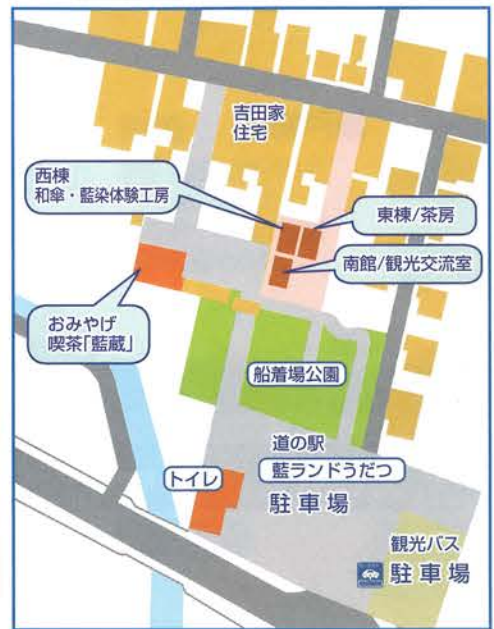 吉田家
住宅
西棟
和傘・藍染体験工房
東棟/茶房
南館/観光交流室
おみやげ
喫茶「藍蔵」
船着場公園
道の駅
藍ランドうだつ
トイレ
駐車場
観光バス
駐車場